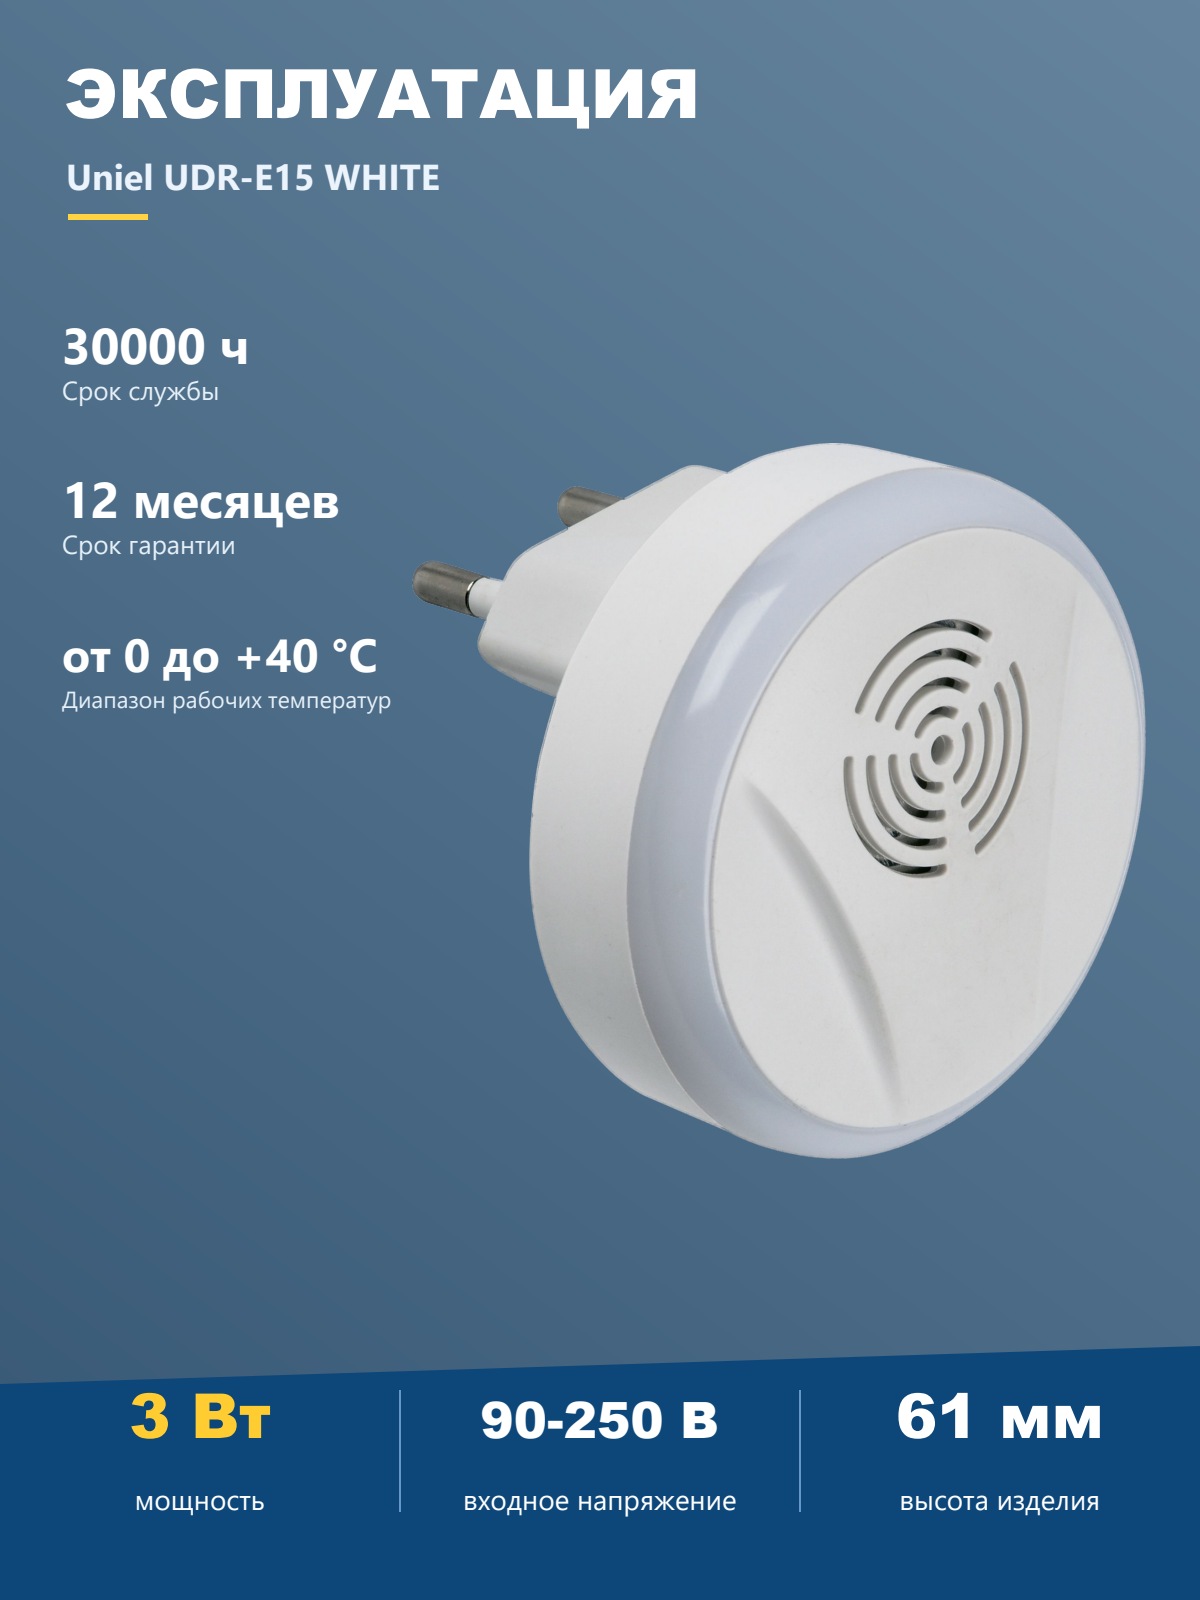 ЭКСПЛУАТАЦИЯ
Uniel UDR-E15 WHITE
30000 ч
Срок службы
12 месяцев
Срок гарантии
от 0 до +40 °C
Диапазон рабочих температур
3 Вт
мощность
90-250 В
входное напряжение
61 мм
высота изделия